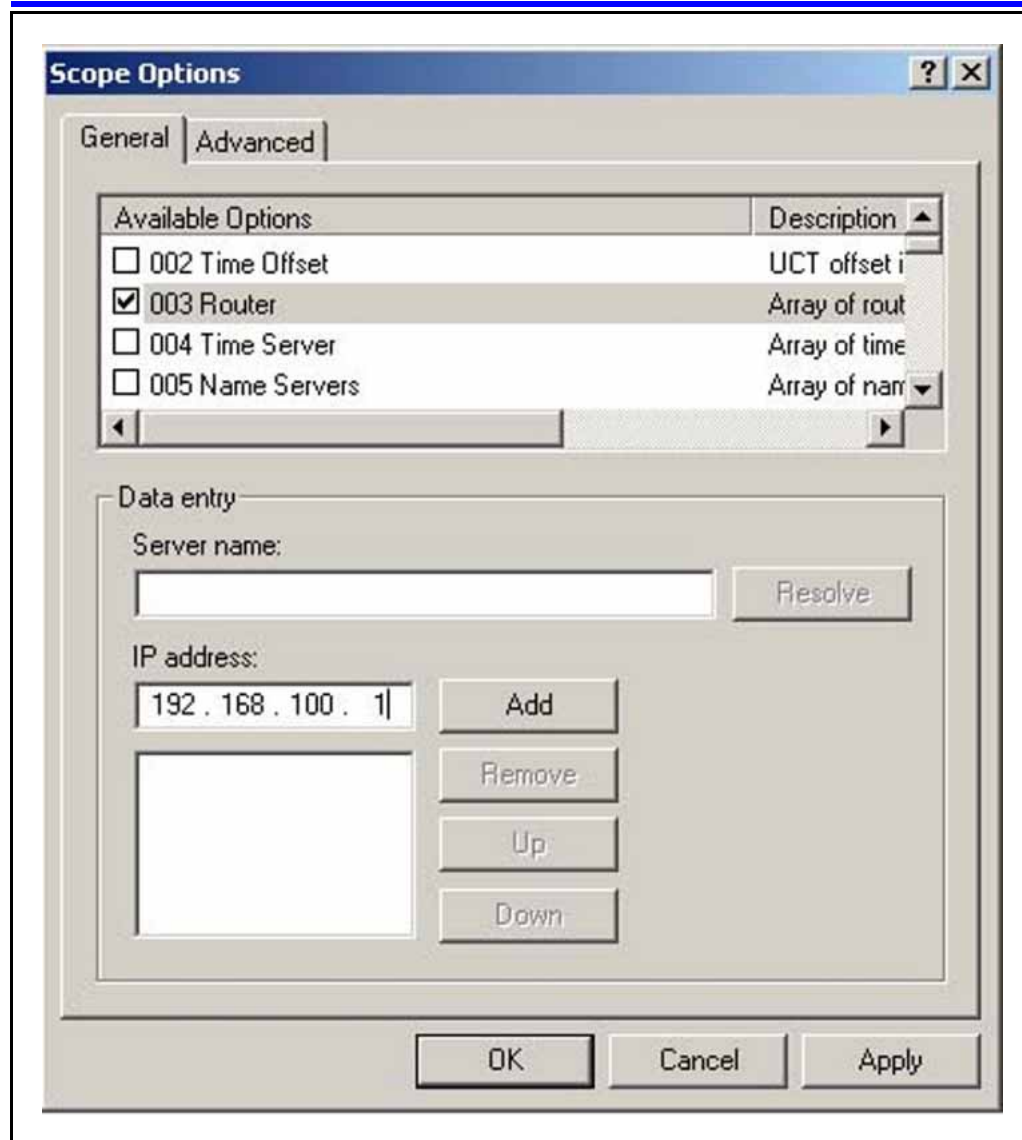 Scope Options
General Advanced
Available Options Description
002 Time Offset UCT offset i
003 Router Array of rout
004 Time Server Array of time
005 Name Servers Array of nam
Data entry
Server name:
Resolve
IP address:
192 . 168 . 100 . 1 Add
Remove
Up
Down
OK Cancel Apply